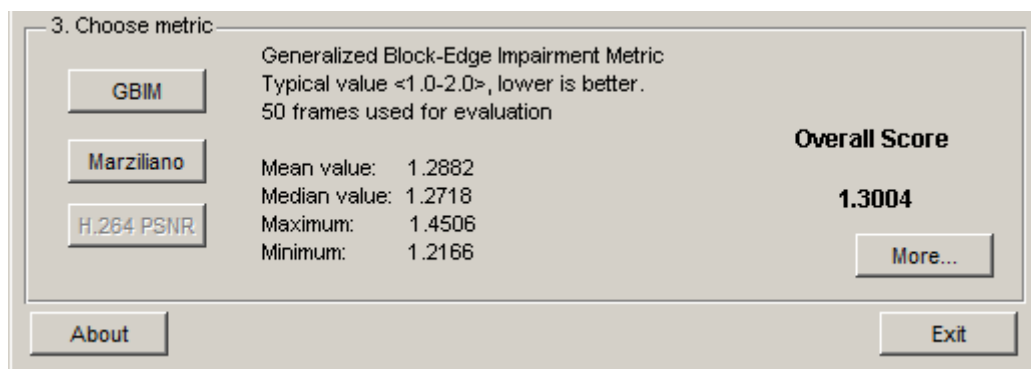 3. Choose metric
GBIM
Generalized Block-Edge Impairment Metric
Typical value <1.0-2.0>, lower is better.
50 frames used for evaluation
Overall Score
Marziliano
Mean value: 1.2882
Median value: 1.2718
1.3004
H.264 PSNR
Maximum: 1.4506
Minimum: 1.2166
More...
About
Exit